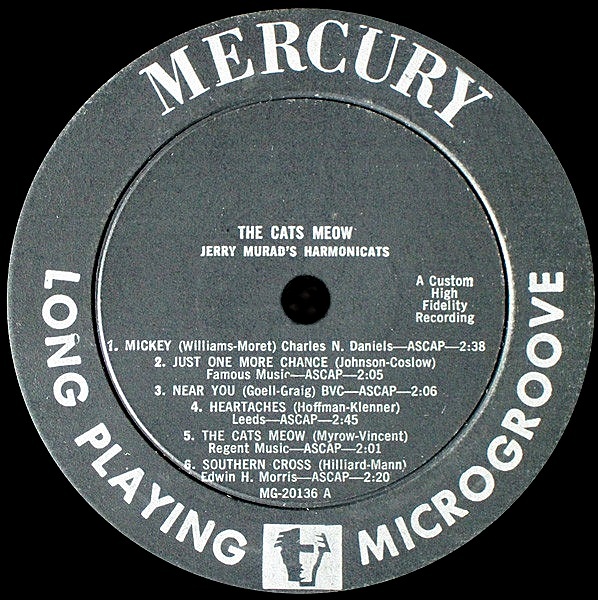 MERCURY
THE CATS MEOW
JERRY MURAD'S HARMONICATS
A Custom
High
Fidelity
Recording
1. MICKEY (Williams-Moret) Charles N. Daniels—ASCAP—2:38
2. JUST ONE MORE CHANCE (Johnson-Coslow)
Famous Music—ASCAP—2:05
3. NEAR YOU (Goell-Graig) BVC—ASCAP—2:06
4. HEARTACHES (Hoffman-Klenner)
Leeds—ASCAP—2:45
5. THE CATS MEOW (Myrow-Vincent)
Regent Music—ASCAP—2:01
6. SOUTHERN CROSS (Hilliard-Mann)
Edwin H. Morris—ASCAP—2:20
MG-20136 A
LONG PLAYING MICROGROOVE